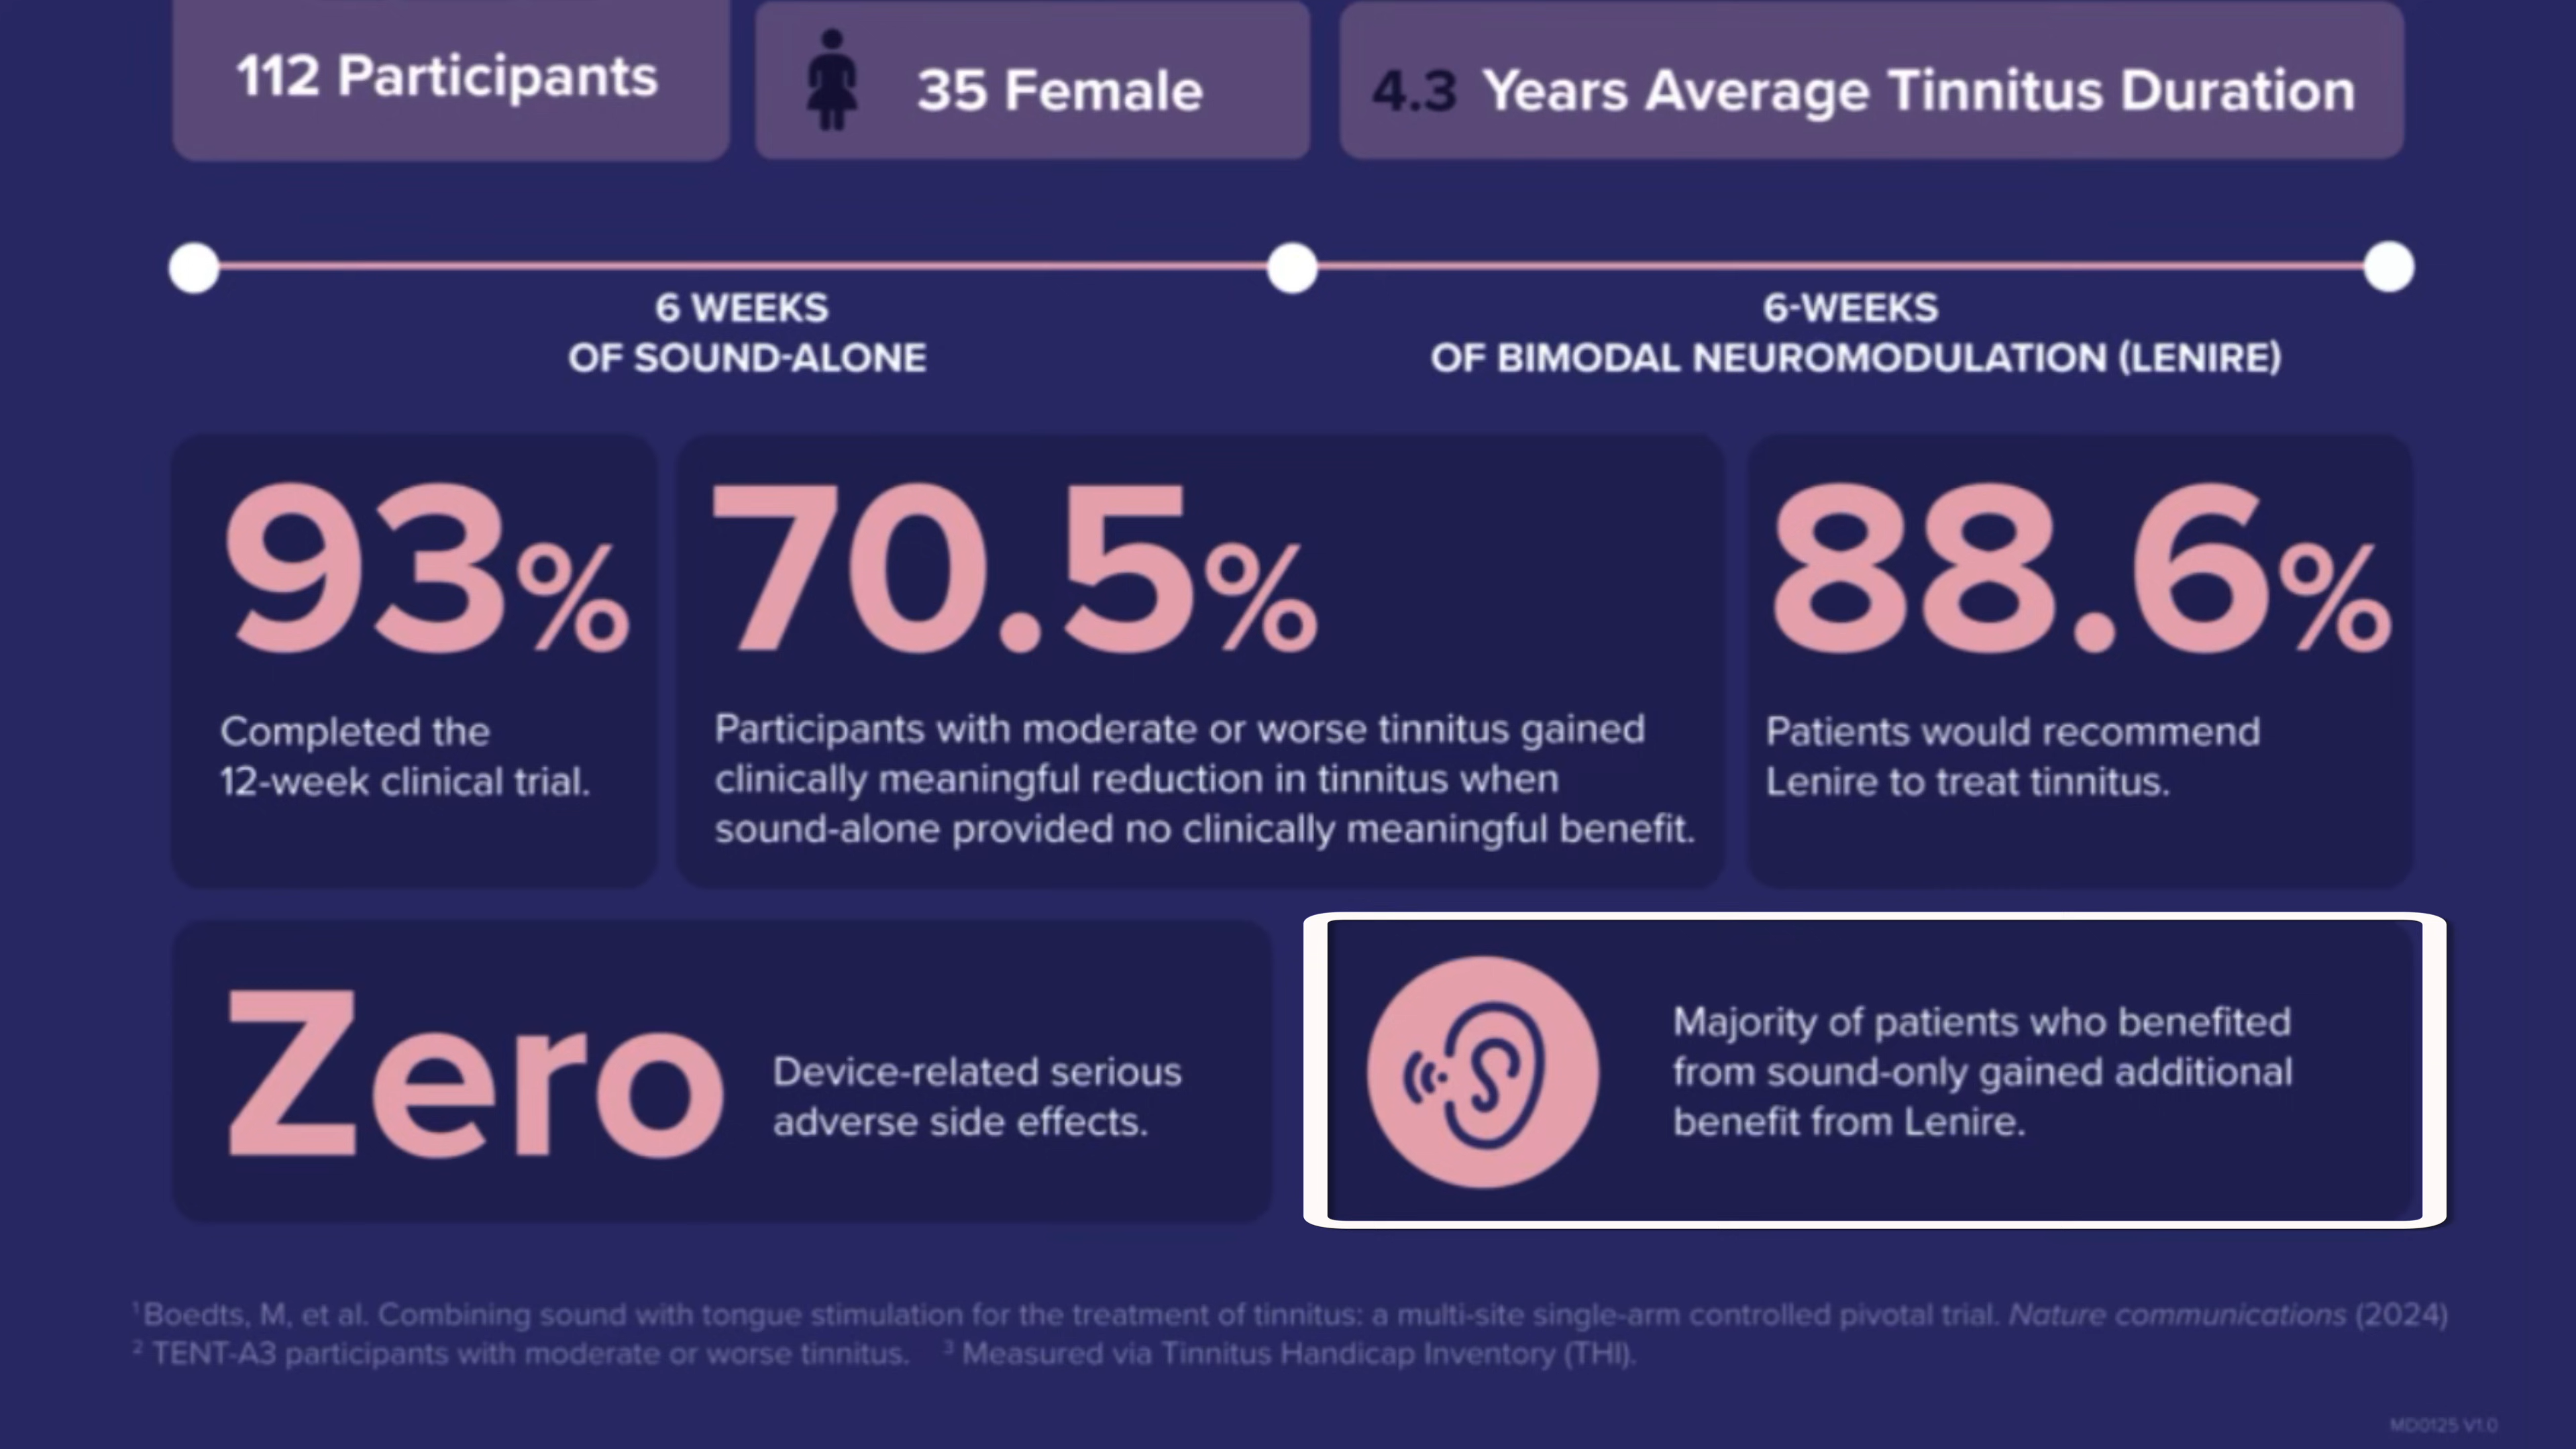 112 Participants
35 Female
4.3 Years Average Tinnitus Duration
6 WEEKS
OF SOUND-ALONE
6-WEEKS
OF BIMODAL NEUROMODULATION (LENIRE)
93%
Completed the
12-week clinical trial.
70.5%
Participants with moderate or worse tinnitus gained
clinically meaningful reduction in tinnitus when
sound-alone provided no clinically meaningful benefit.
88.6%
Patients would recommend
Lenire to treat tinnitus.
Zero
Device-related serious
adverse side effects.
Majority of patients who benefited
from sound-only gained additional
benefit from Lenire.
¹ Boedts, M, et al. Combining sound with tongue stimulation for the treatment of tinnitus: a multi-site single-arm controlled pivotal trial. Nature communications (2024)
² TENT-A3 participants with moderate or worse tinnitus. ³ Measured via Tinnitus Handicap Inventory (THI).
MD0125 V1.0